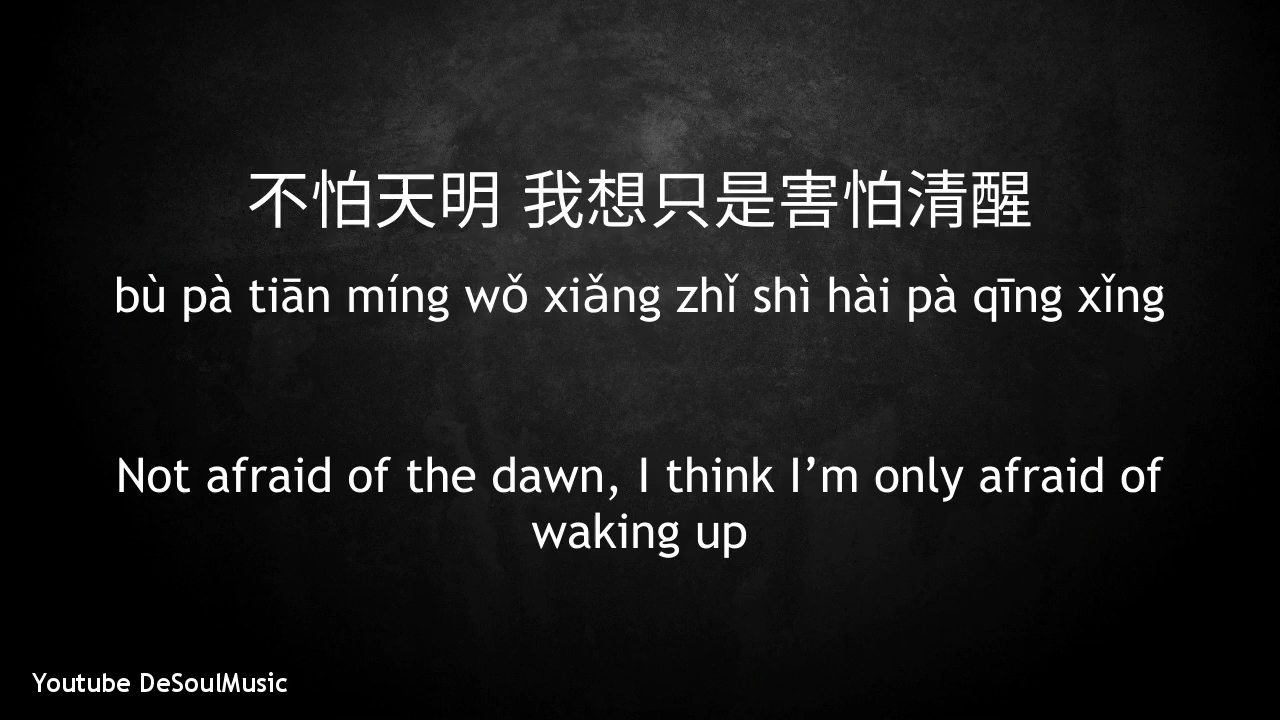 不怕天明 我想只是害怕清醒
bù pà tiān míng wǒ xiǎng zhǐ shì hài pà qīng xǐng
Not afraid of the dawn, I think I’m only afraid of
waking up
Youtube DeSoulMusic